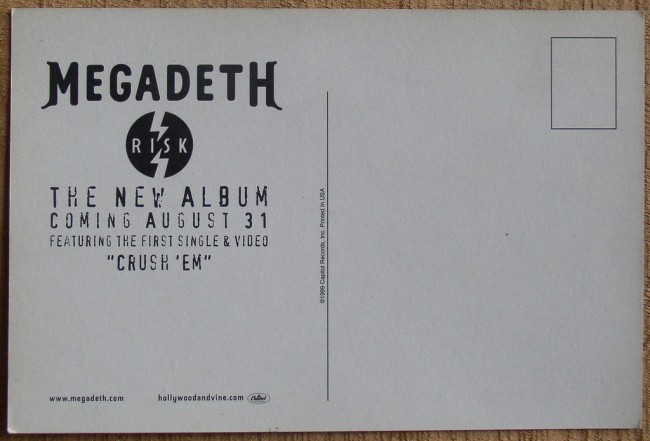 MEGADETH
RISK
THE NEW ALBUM
COMING AUGUST 31
FEATURING THE FIRST SINGLE & VIDEO
"CRUSH 'EM"
©1999 Capitol Records, Inc. Printed in USA
www.megadeth.com
hollywoodandvine.com Capitol